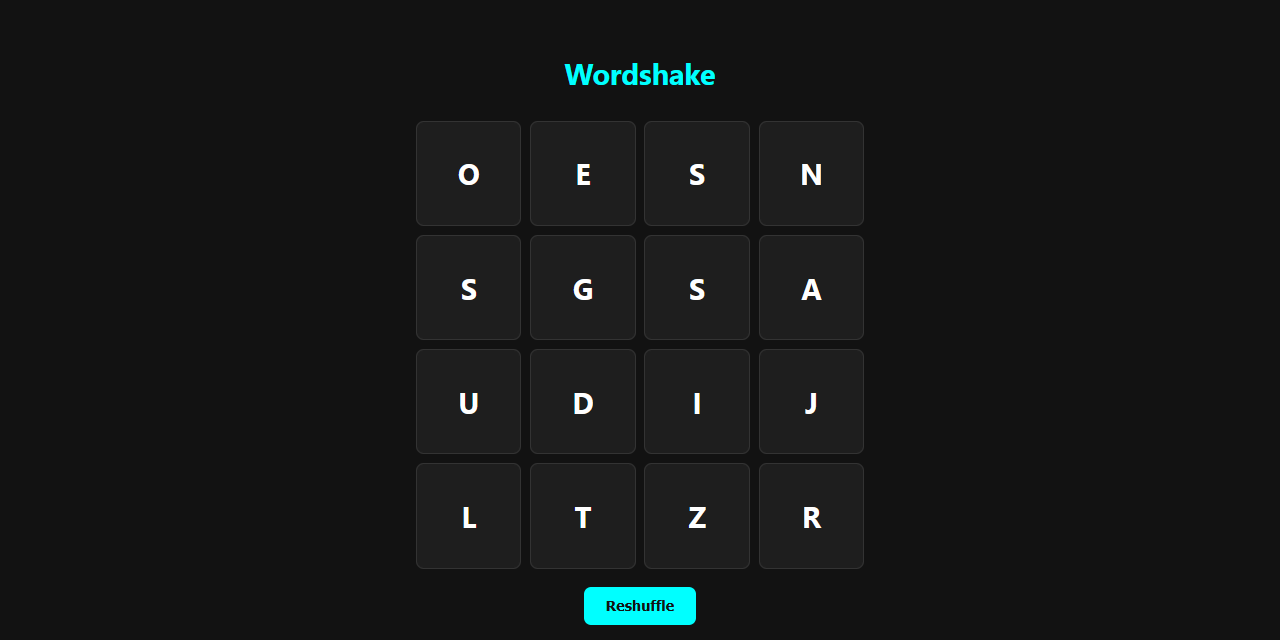 Wordshake
O E S N
S G S A
U D I J
L T Z R
Reshuffle